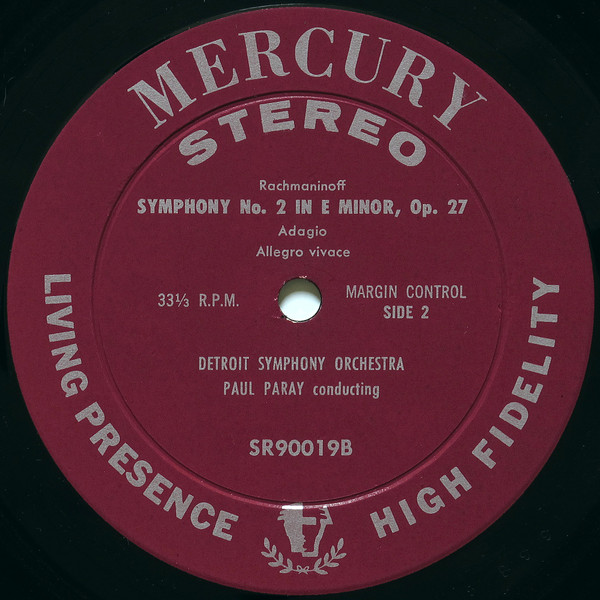 MERCURY
STEREO
Rachmaninoff
SYMPHONY No. 2 IN E MINOR, Op. 27
Adagio
Allegro vivace
33⅓ R.P.M.
MARGIN CONTROL
SIDE 2
DETROIT SYMPHONY ORCHESTRA
PAUL PARAY conducting
SR90019B
LIVING PRESENCE
HIGH FIDELITY